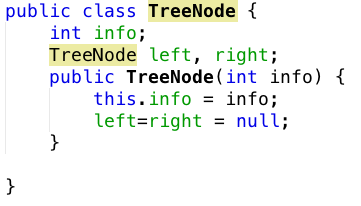 public class TreeNode {
    int info;
    TreeNode left, right;
    public TreeNode(int info) {
        this.info = info;
        left=right = null;
    }
}